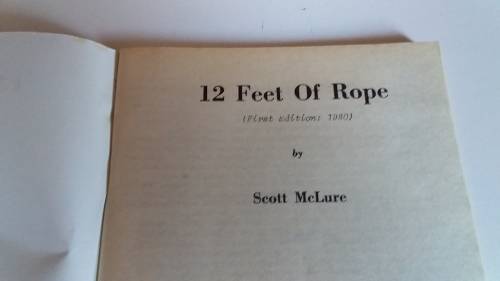 12 Feet Of Rope
(First edition: 1980)
by
Scott McLure